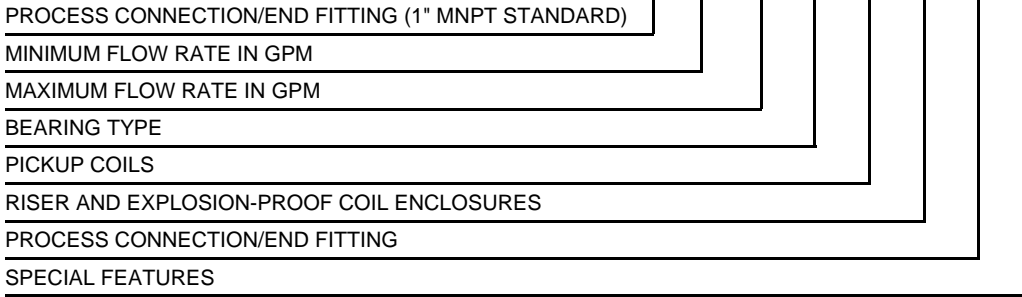 PROCESS CONNECTION/END FITTING (1" MNPT STANDARD)
MINIMUM FLOW RATE IN GPM
MAXIMUM FLOW RATE IN GPM
BEARING TYPE
PICKUP COILS
RISER AND EXPLOSION-PROOF COIL ENCLOSURES
PROCESS CONNECTION/END FITTING
SPECIAL FEATURES